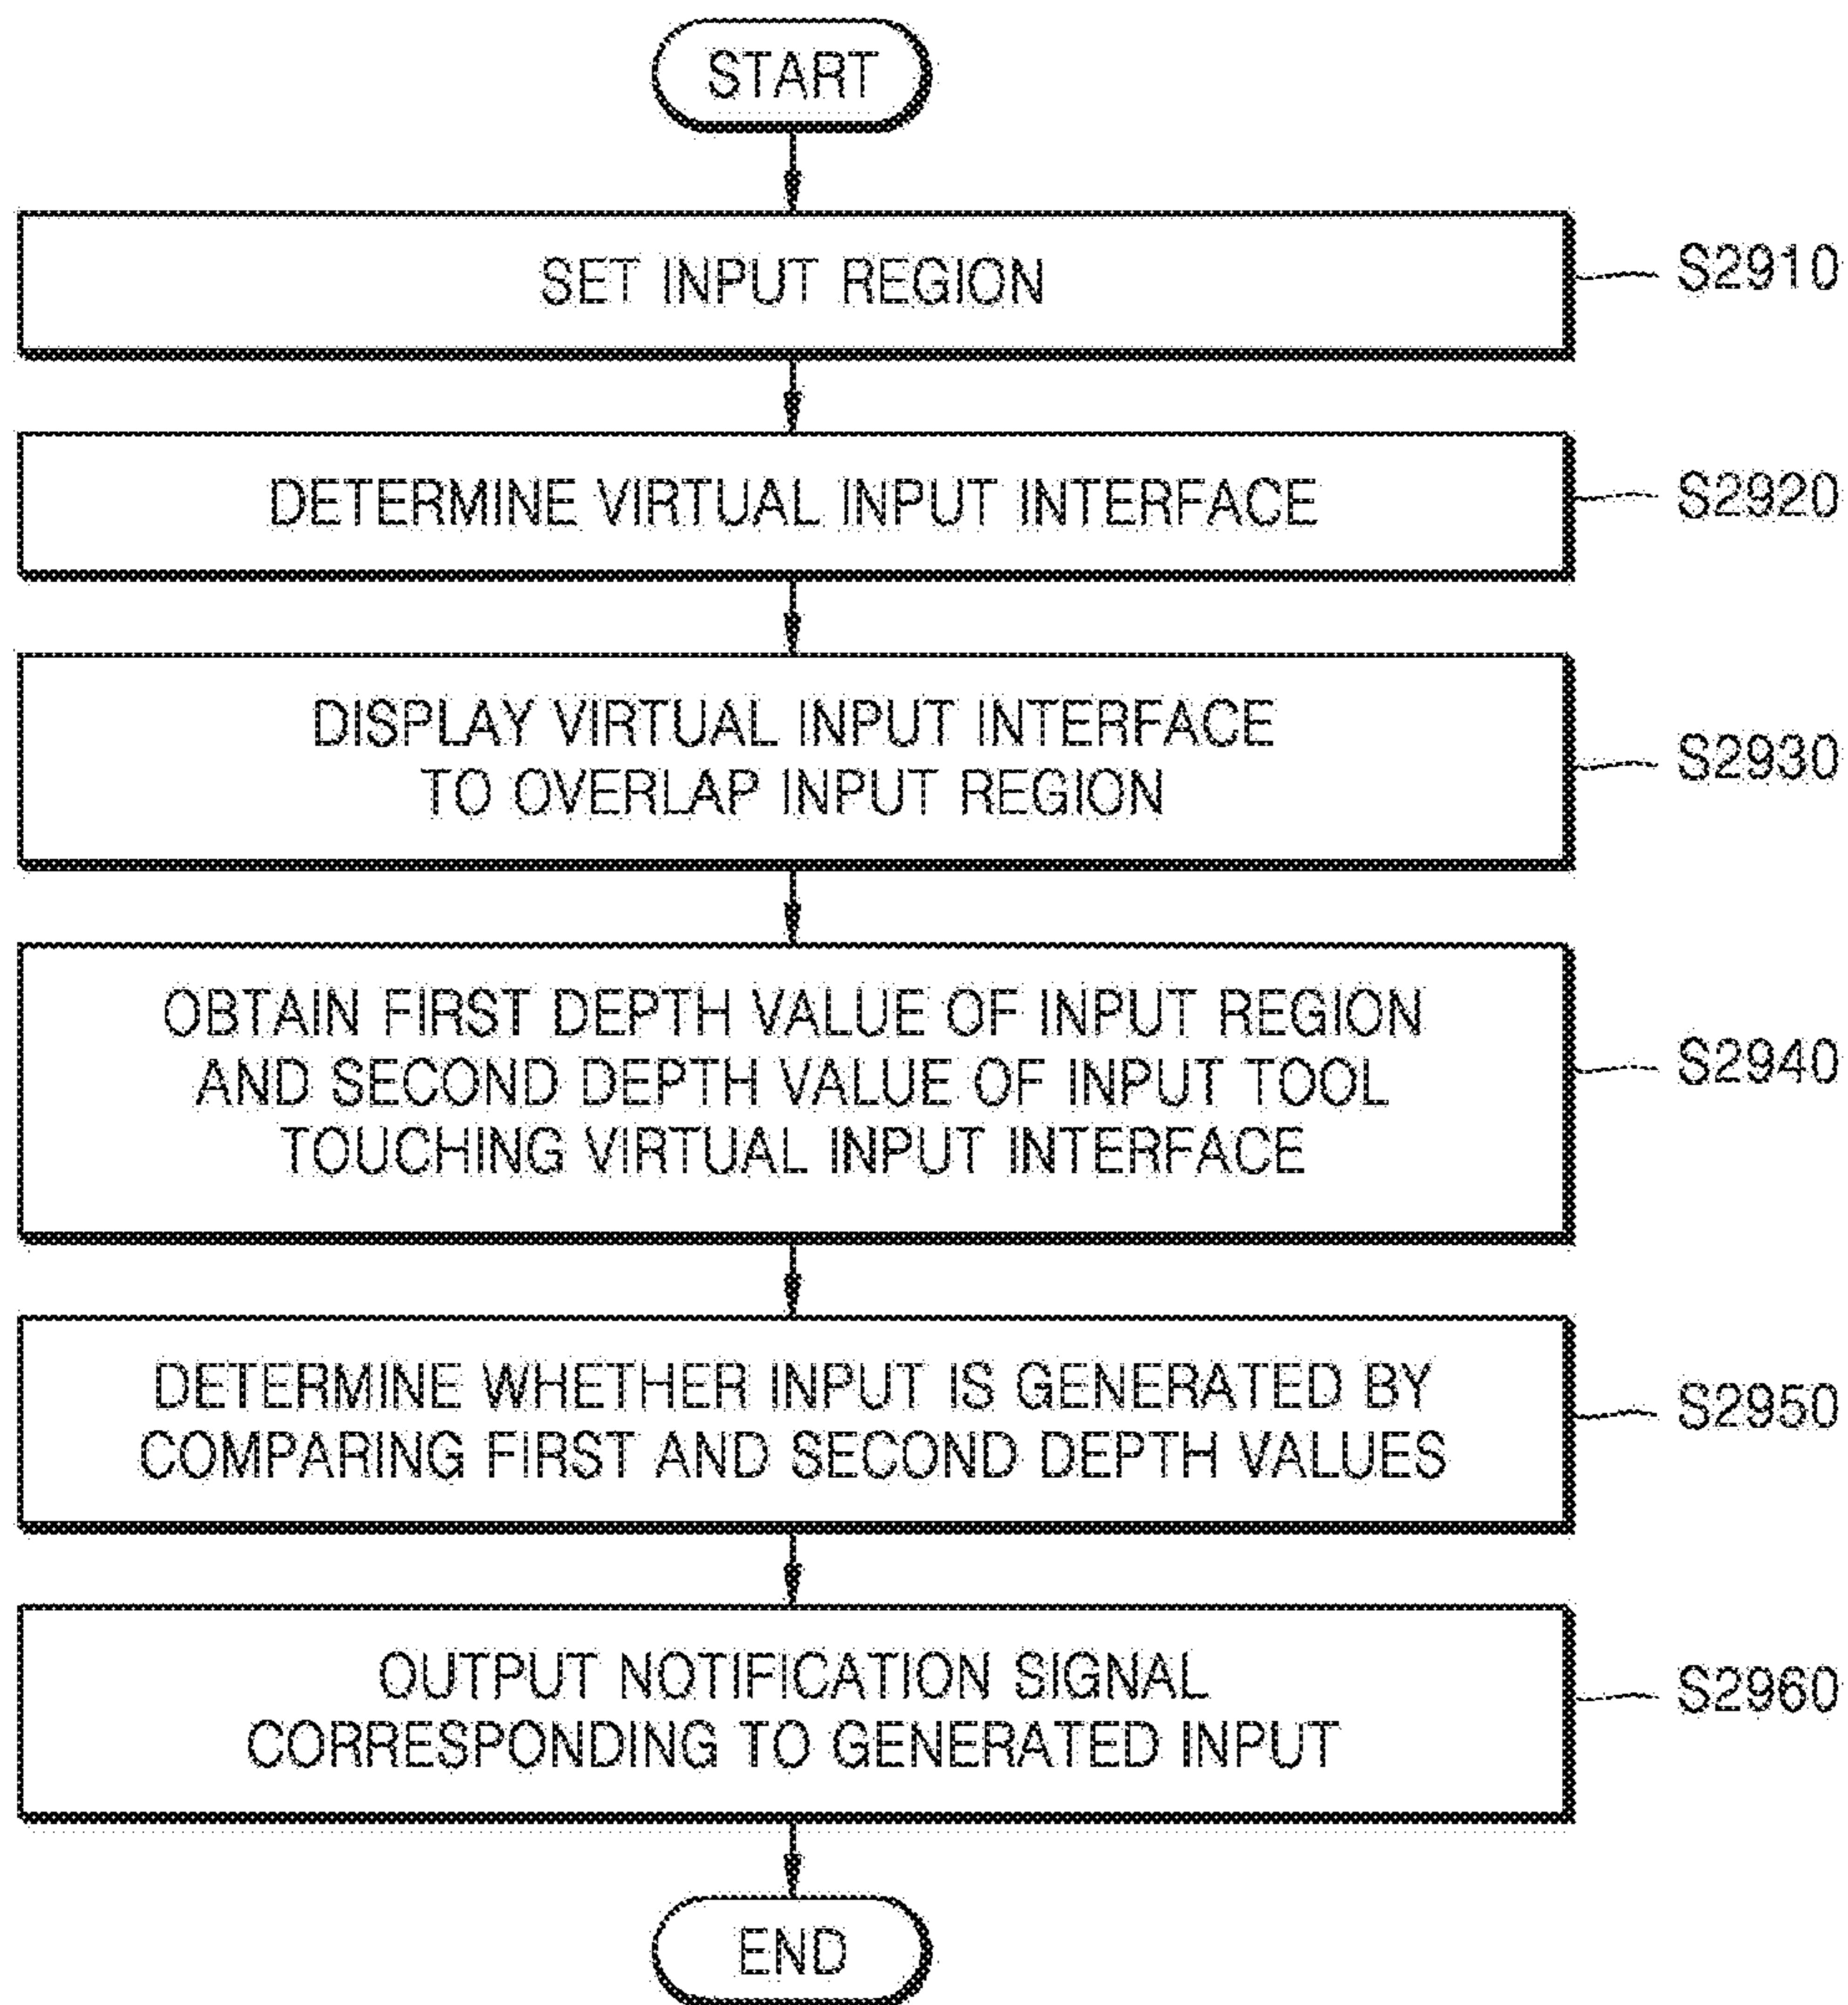 START
SET INPUT REGION
S2910
DETERMINE VIRTUAL INPUT INTERFACE
S2920
DISPLAY VIRTUAL INPUT INTERFACE
TO OVERLAP INPUT REGION
S2930
OBTAIN FIRST DEPTH VALUE OF INPUT REGION
AND SECOND DEPTH VALUE OF INPUT TOOL
TOUCHING VIRTUAL INPUT INTERFACE
S2940
DETERMINE WHETHER INPUT IS GENERATED BY
COMPARING FIRST AND SECOND DEPTH VALUES
S2950
OUTPUT NOTIFICATION SIGNAL
CORRESPONDING TO GENERATED INPUT
S2960
END